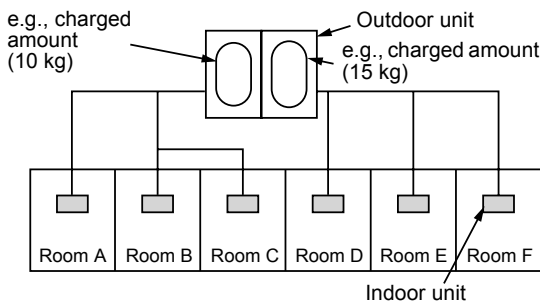 e.g., charged
amount
(10 kg)
Outdoor unit
e.g., charged amount
(15 kg)
Room A
Room B
Room C
Room D
Room E
Room F
Indoor unit